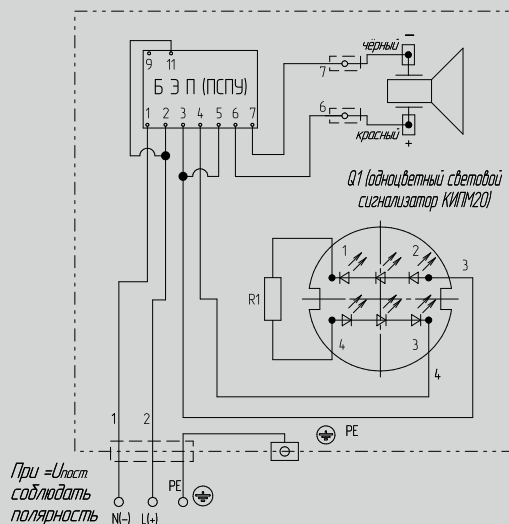 9 11
Б Э П (ПСПУ)
1 2 3 4 5 6 7
7
чёрный
−
6
красный
+
Q1 (одноцветный световой
сигнализатор КИПМ20)
1 2 3
R1
4 3
4
1 2
PE
PE
При =Uпост.
соблюдать
полярность
N(-) L(+)